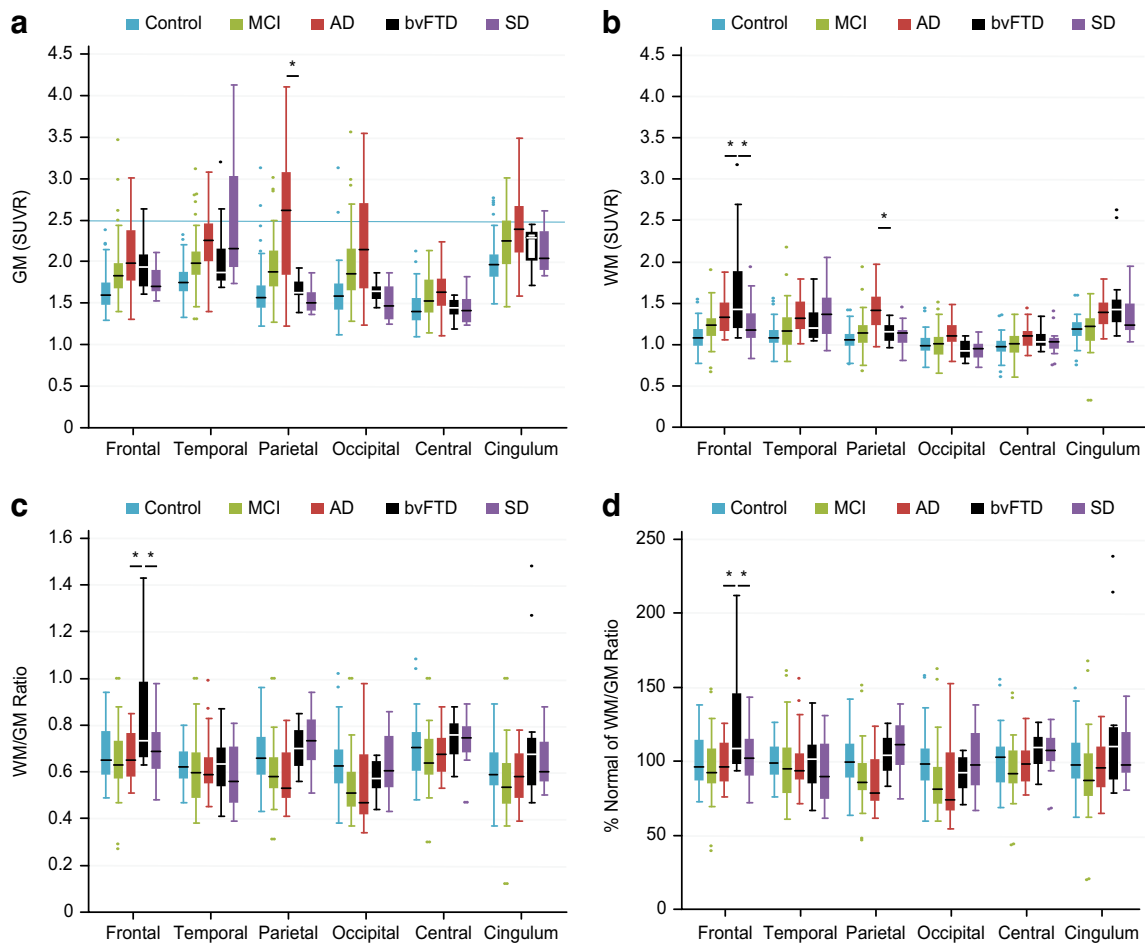 a
Control MCI AD bvFTD SD
GM (SUVR)
4.5
4.0
3.5
3.0
2.5
2.0
1.5
1.0
0.5
0
*
Frontal Temporal Parietal Occipital Central Cingulum
b
Control MCI AD bvFTD SD
WM (SUVR)
4.5
4.0
3.5
3.0
2.5
2.0
1.5
1.0
0.5
0
* *
*
Frontal Temporal Parietal Occipital Central Cingulum
c
Control MCI AD bvFTD SD
WM/GM Ratio
1.6
1.4
1.2
1.0
0.8
0.6
0.4
0.2
0
* *
Frontal Temporal Parietal Occipital Central Cingulum
d
Control MCI AD bvFTD SD
% Normal of WM/GM Ratio
250
200
150
100
50
0
* *
Frontal Temporal Parietal Occipital Central Cingulum